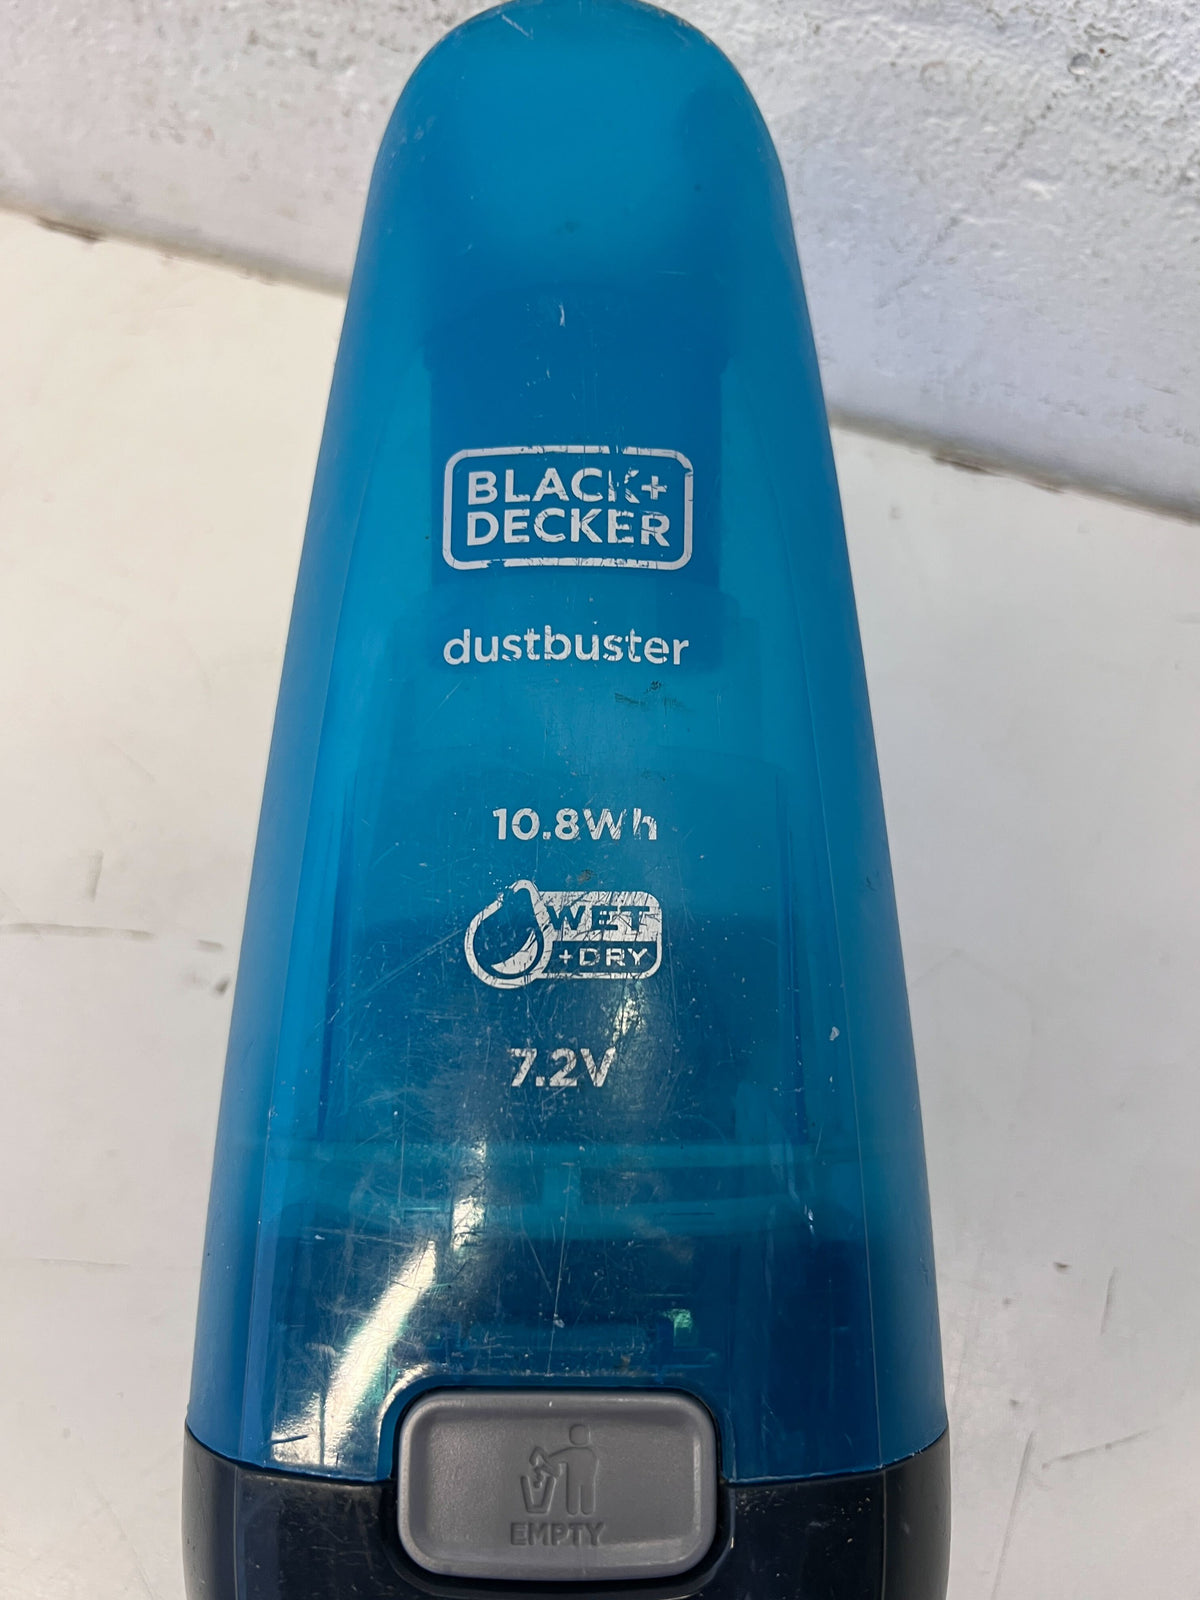 BLACK+
DECKER
dustbuster
10.8Wh
WET
+DRY
7.2V
EMPTY